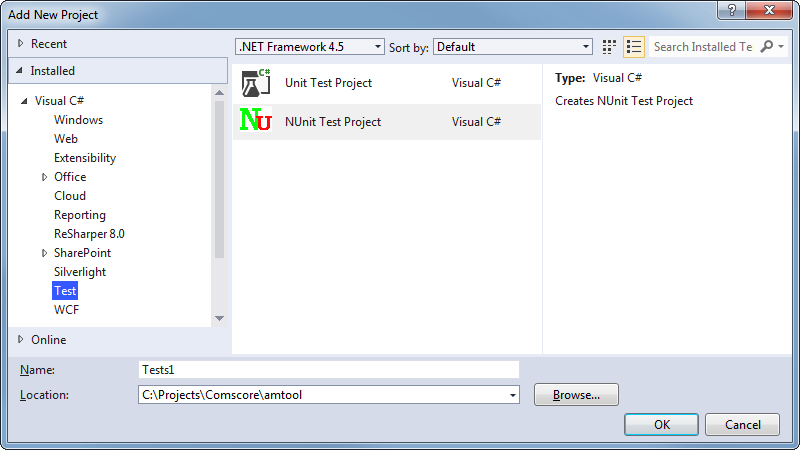 Add New Project
?
Recent
.NET Framework 4.5
Sort by:
Default
Search Installed Te
Installed
Visual C#
Windows
Web
Extensibility
Office
Cloud
Reporting
ReSharper 8.0
SharePoint
Silverlight
Test
WCF
Online
C#
Unit Test Project
Visual C#
NU
NUnit Test Project
Visual C#
Type: Visual C#
Creates NUnit Test Project
Name:
Tests1
Location:
C:\Projects\Comscore\amtool
Browse...
OK
Cancel